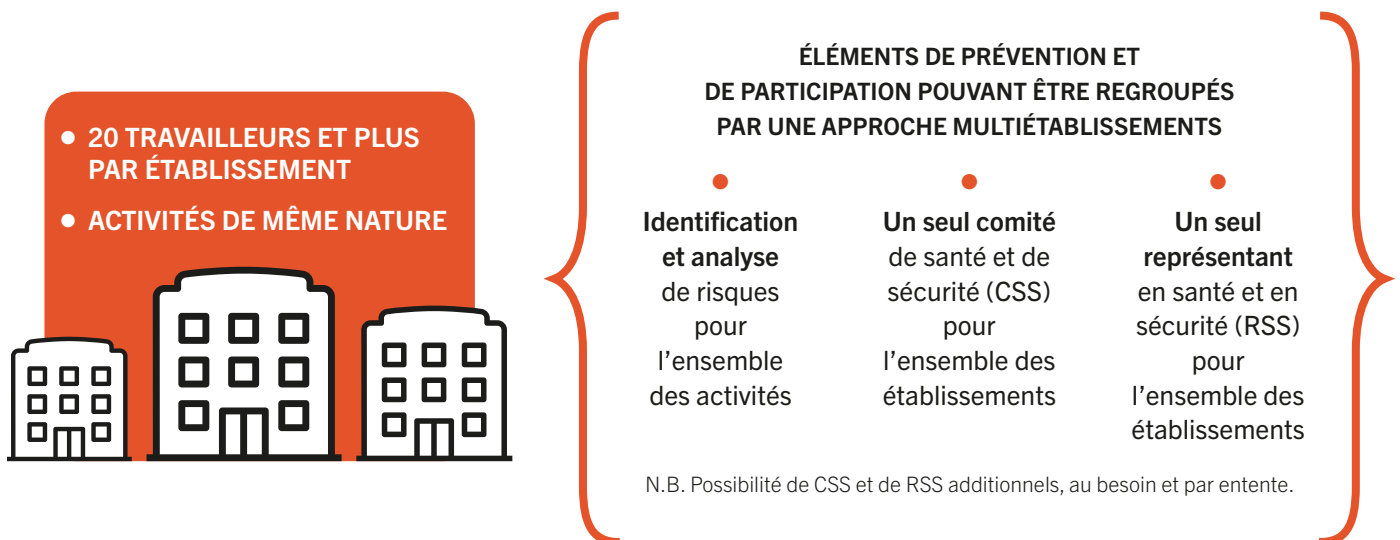 ● 20 TRAVAILLEURS ET PLUS
PAR ÉTABLISSEMENT
● ACTIVITÉS DE MÊME NATURE
ÉLÉMENTS DE PRÉVENTION ET
DE PARTICIPATION POUVANT ÊTRE REGROUPÉS
PAR UNE APPROCHE MULTIÉTABLISSEMENTS
Identification
et analyse
de risques
pour
l'ensemble
des activités
Un seul comité
de santé et de
sécurité (CSS)
pour
l'ensemble des
établissements
Un seul
représentant
en santé et en
sécurité (RSS)
pour
l'ensemble des
établissements
N.B. Possibilité de CSS et de RSS additionnels, au besoin et par entente.